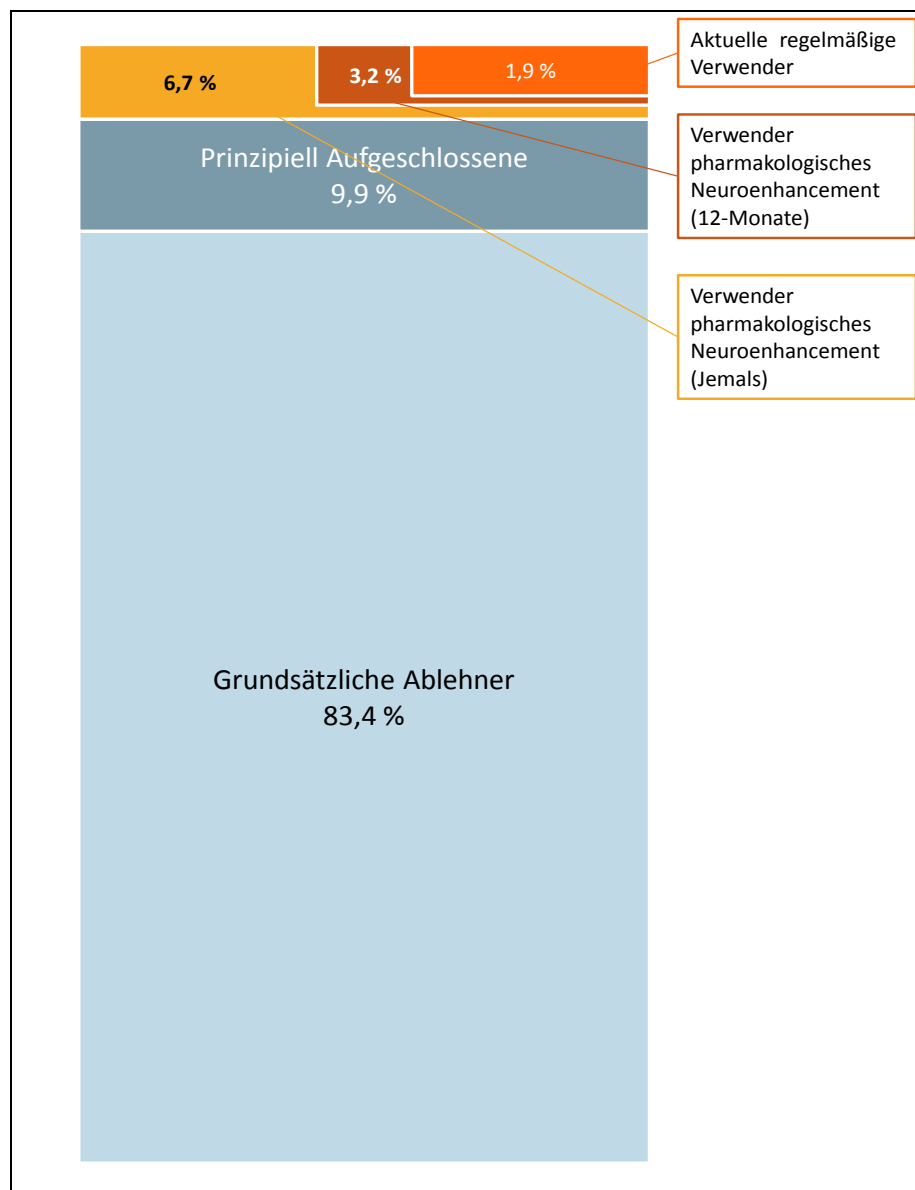 6,7 %
3,2 %
1,9 %
Aktuelle regelmäßige
Verwender
Prinzipiell Aufgeschlossene
9,9 %
Verwender
pharmakologisches
Neuroenhancement
(12-Monate)
Verwender
pharmakologisches
Neuroenhancement
(Jemals)
Grundsätzliche Ablehner
83,4 %